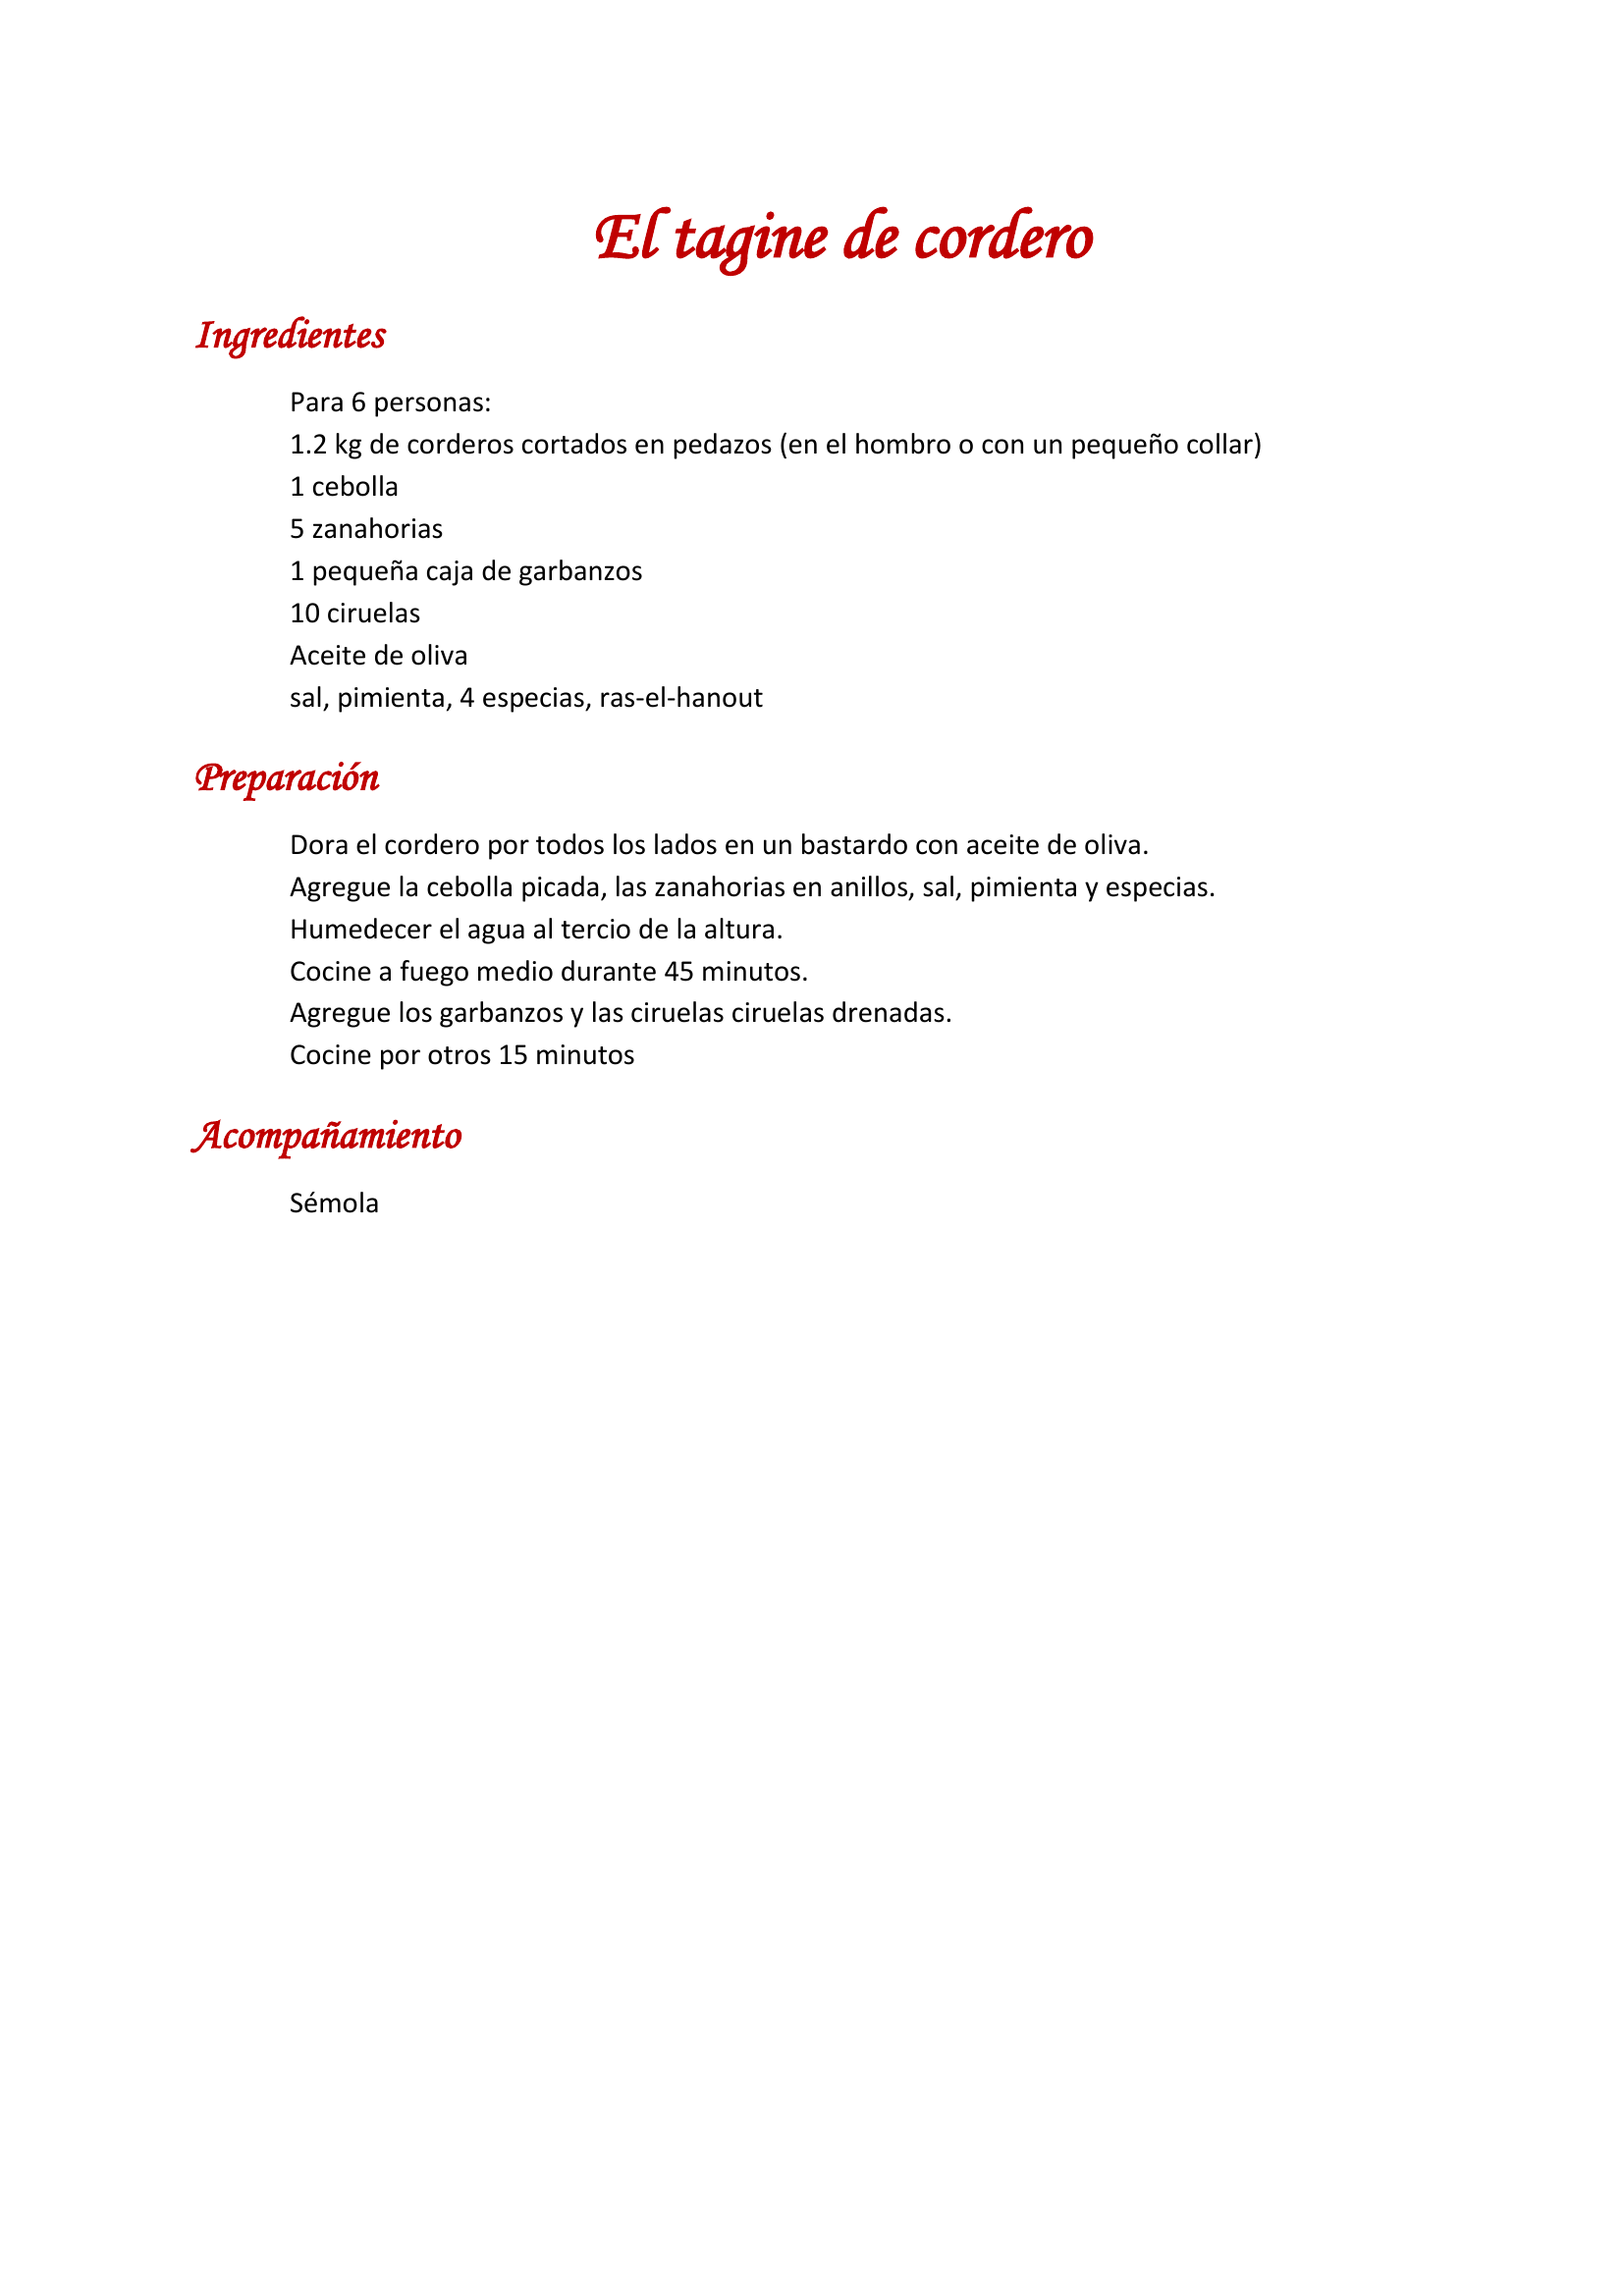 El tagine de cordero
Ingredientes
Para 6 personas:
1.2 kg de corderos cortados en pedazos (en el hombro o con un pequeño collar)
1 cebolla
5 zanahorias
1 pequeña caja de garbanzos
10 ciruelas
Aceite de oliva
sal, pimienta, 4 especias, ras-el-hanout
Preparación
Dora el cordero por todos los lados en un bastardo con aceite de oliva.
Agregue la cebolla picada, las zanahorias en anillos, sal, pimienta y especias.
Humedecer el agua al tercio de la altura.
Cocine a fuego medio durante 45 minutos.
Agregue los garbanzos y las ciruelas ciruelas drenadas.
Cocine por otros 15 minutos
Acompañamiento
Sémola